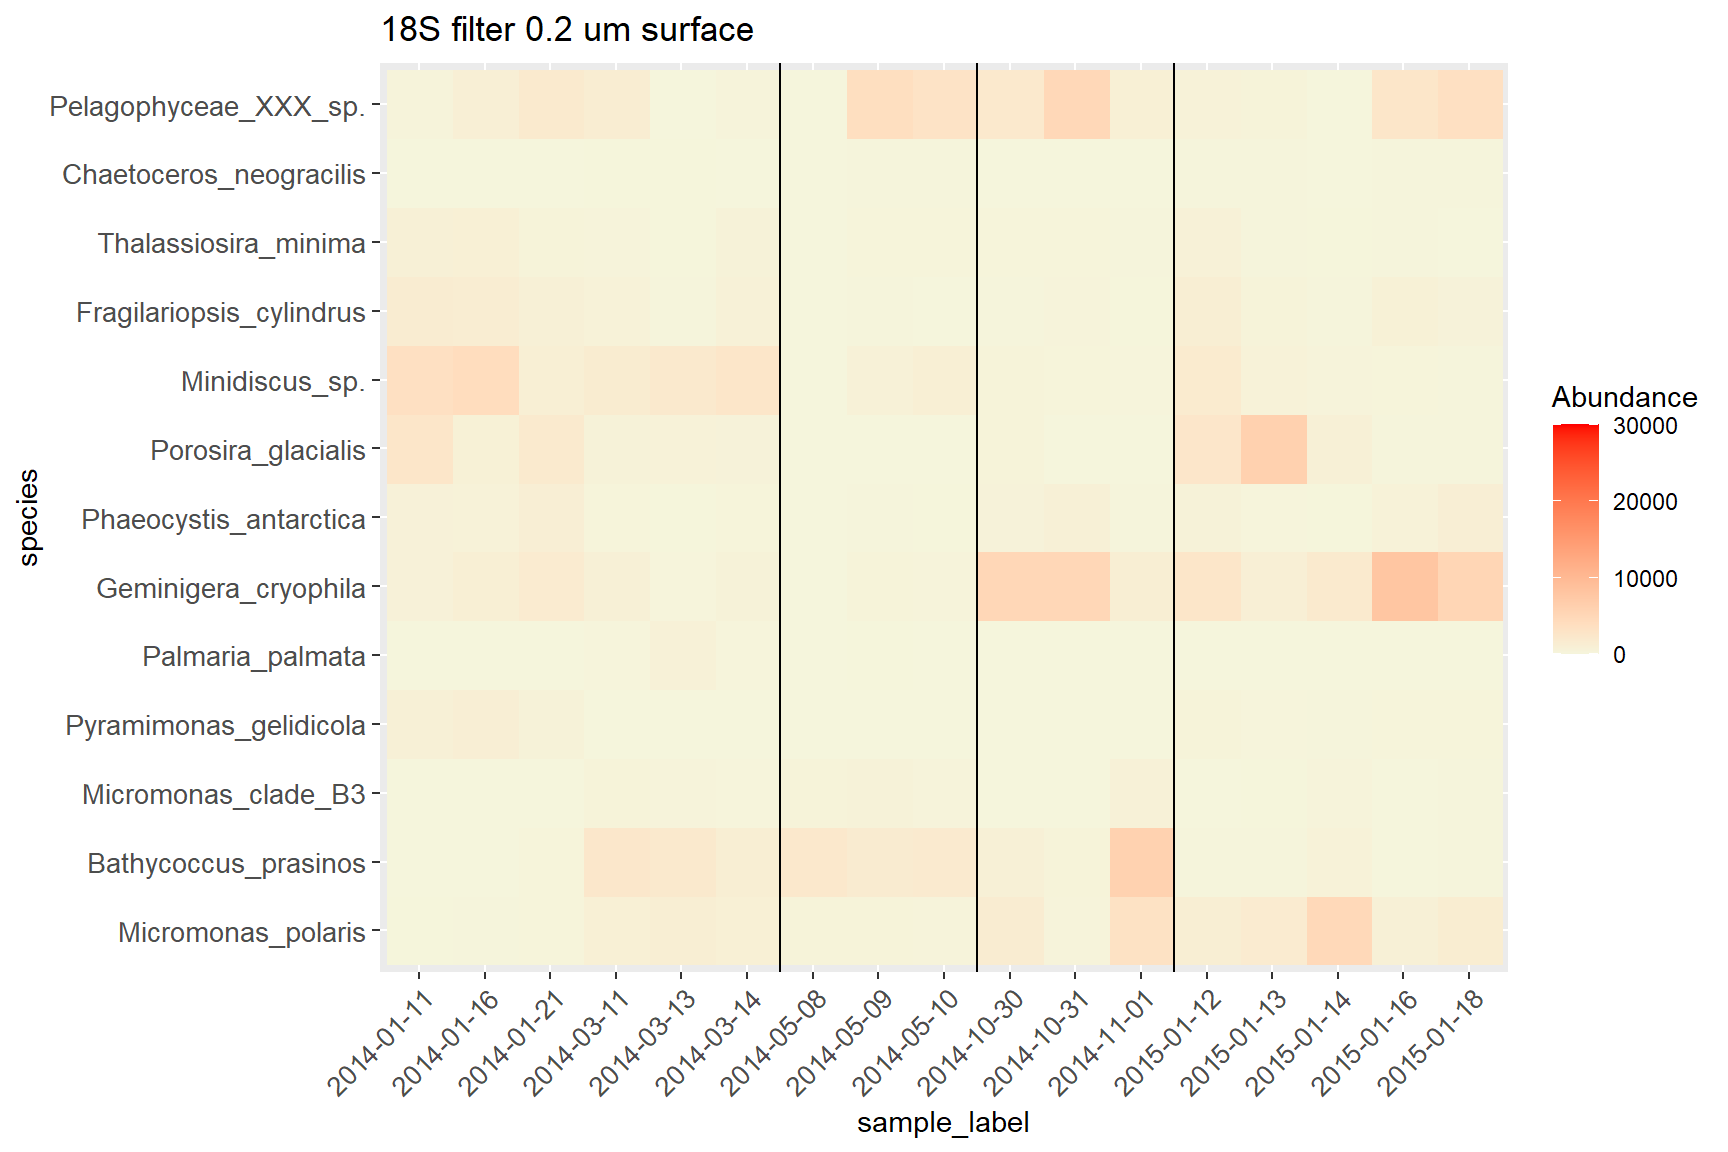 18S filter 0.2 um surface
species
Pelagophyceae_XXX_sp.
Chaetoceros_neogracilis
Thalassiosira_minima
Fragilariopsis_cylindrus
Minidiscus_sp.
Porosira_glacialis
Phaeocystis_antarctica
Geminigera_cryophila
Palmaria_palmata
Pyramimonas_gelidicola
Micromonas_clade_B3
Bathycoccus_prasinos
Micromonas_polaris
2014-01-11
2014-01-16
2014-01-21
2014-03-11
2014-03-13
2014-03-14
2014-05-08
2014-05-09
2014-05-10
2014-10-30
2014-10-31
2014-11-01
2015-01-12
2015-01-13
2015-01-14
2015-01-16
2015-01-18
sample_label
Abundance
30000
20000
10000
0